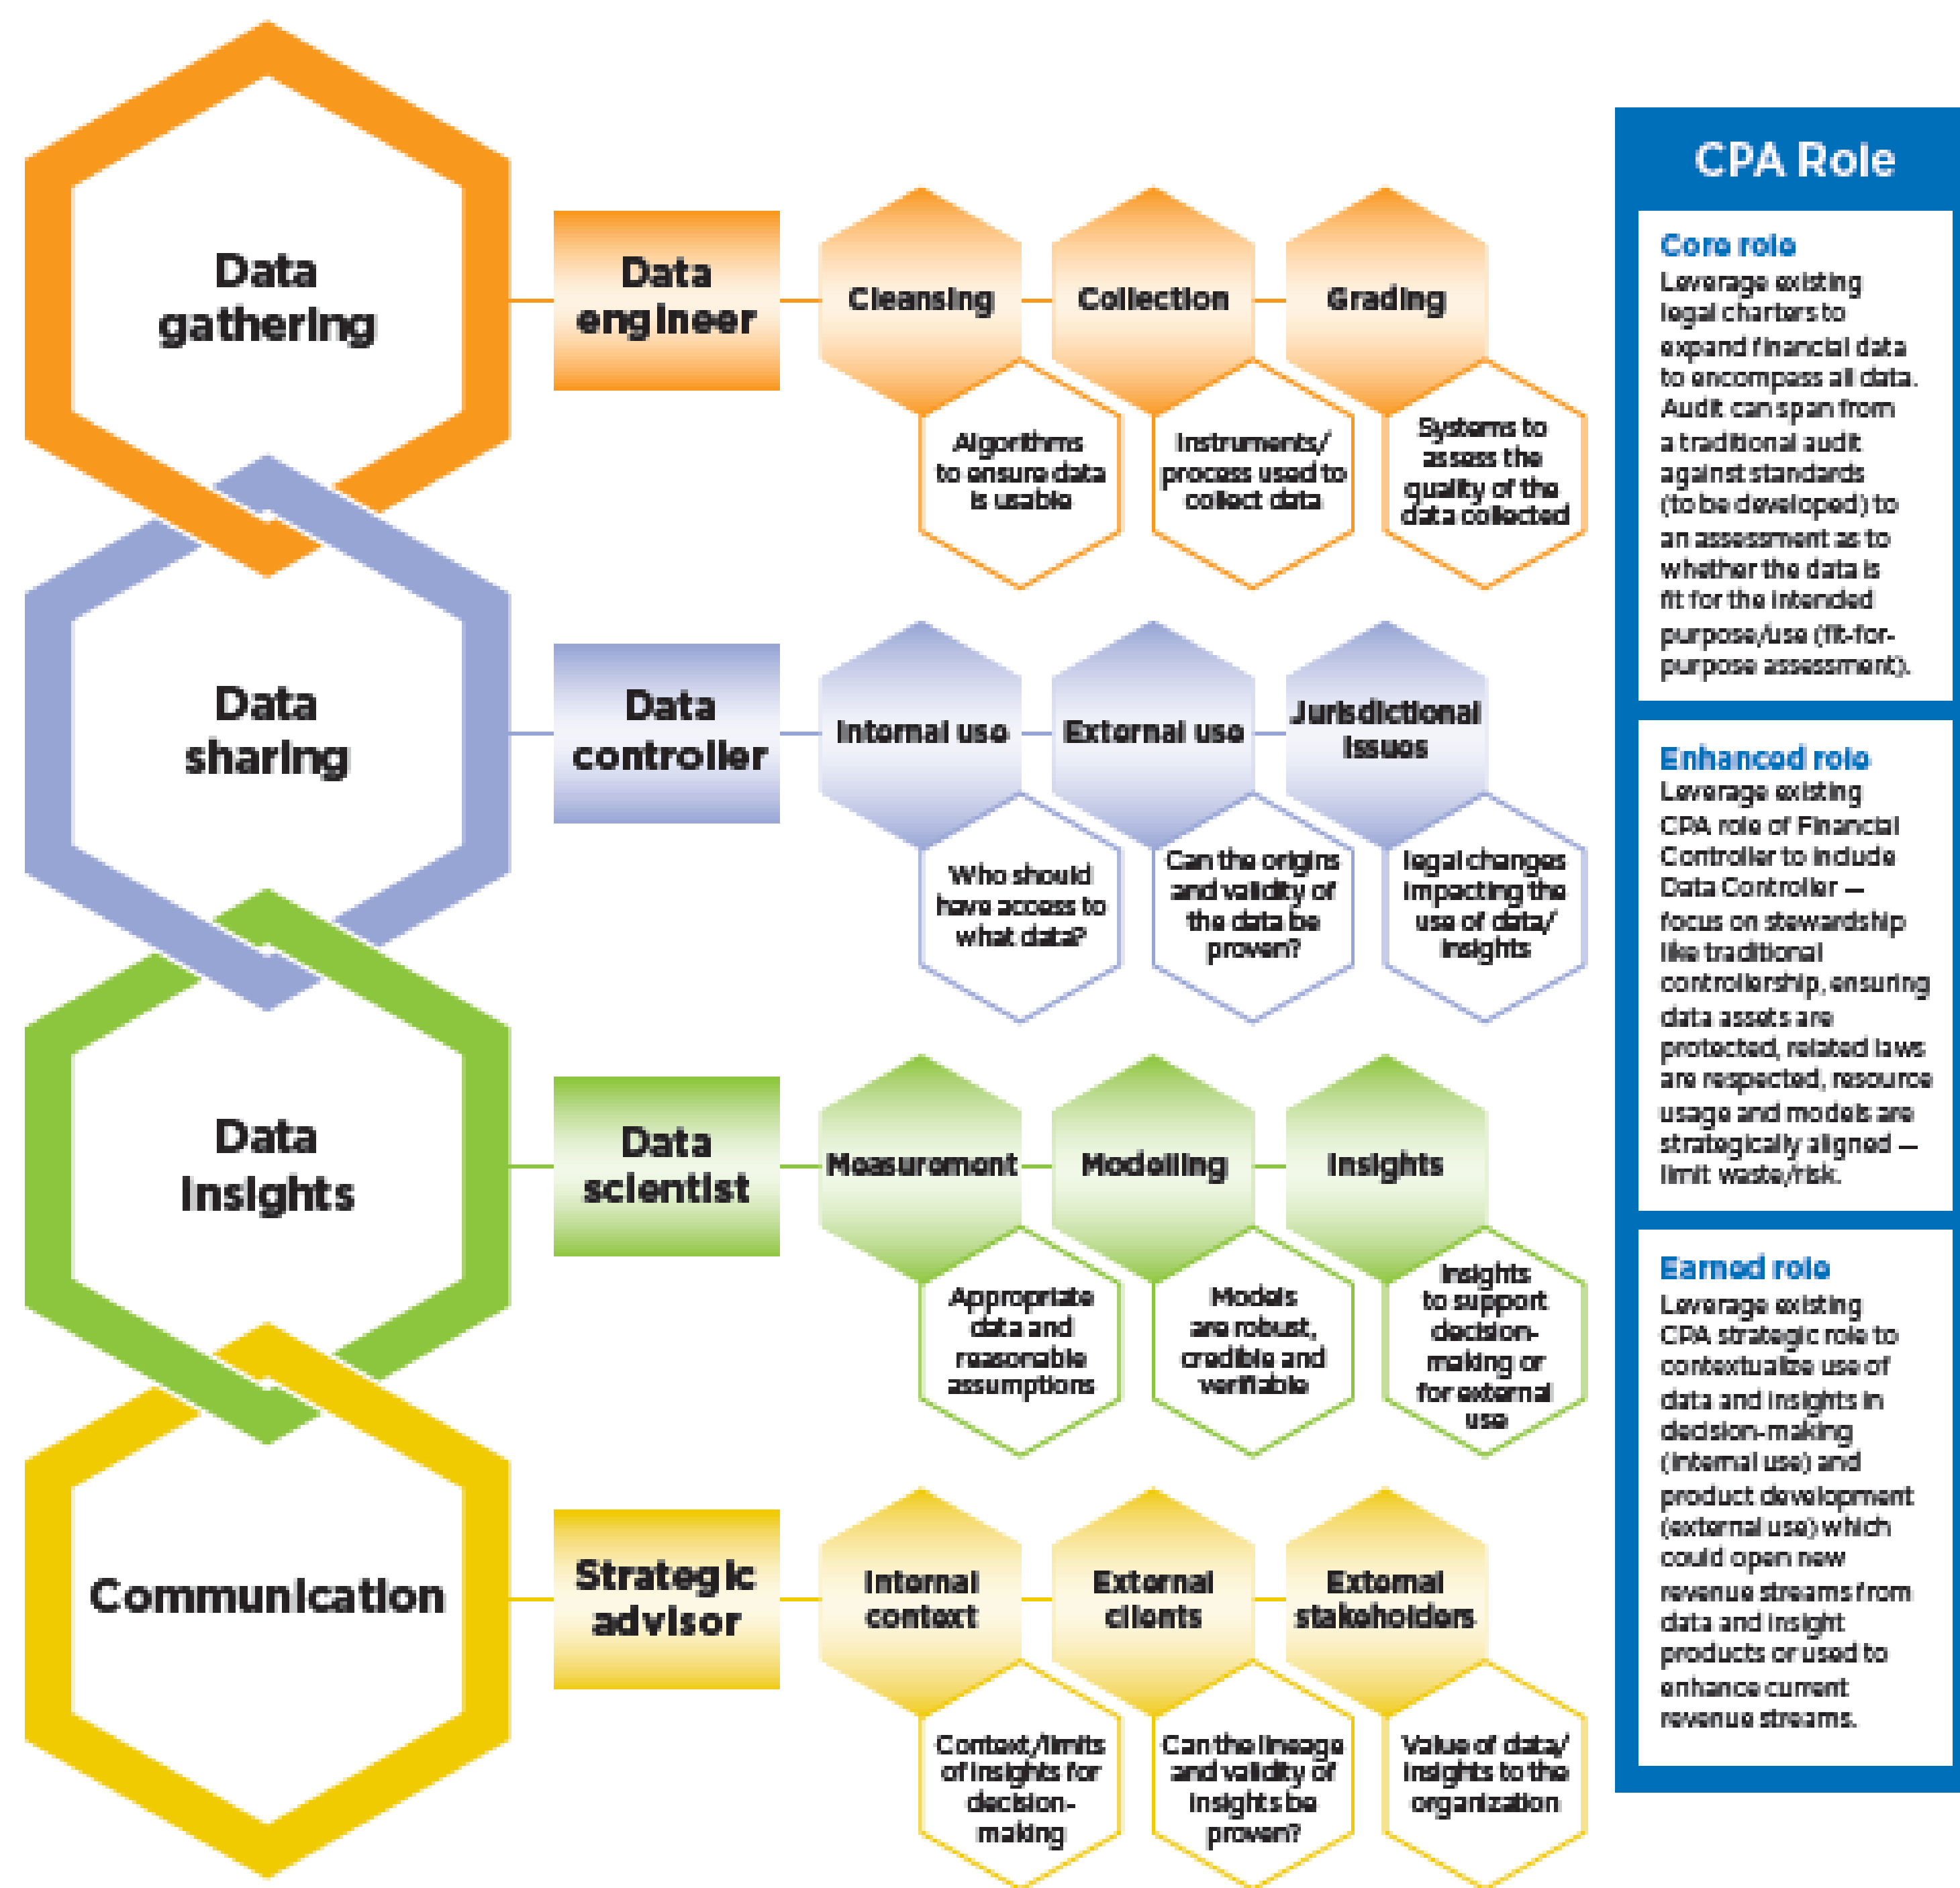 Data
gathering
Data
engineer
Cleansing
Collection
Grading
Algorithms
to ensure data
is usable
Instruments/
process used to
collect data
Systems to
assess the
quality of the
data collected
Data
sharing
Data
controller
Internal use
External use
Jurisdictional
issues
Who should
have access to
what data?
Can the origins
and validity of
the data be
proven?
legal changes
impacting the
use of data/
insights
Data
insights
Data
scientist
Measurement
Modelling
Insights
Appropriate
data and
reasonable
assumptions
Models
are robust,
credible and
verifiable
Insights
to support
decision-
making or
for external
use
Communication
Strategic
advisor
Internal
context
External
clients
External
stakeholders
Context/limits
of insights for
decision-
making
Can the lineage
and validity of
insights be
proven?
Value of data/
insights to the
organization
CPA Role
Core role
Leverage existing
legal charters to
expand financial data
to encompass all data.
Audit can span from
a traditional audit
against standards
(to be developed) to
an assessment as to
whether the data is
fit for the intended
purpose/use (fit-for-
purpose assessment).
Enhanced role
Leverage existing
CPA role of Financial
Controller to include
Data Controller —
focus on stewardship
like traditional
controllership, ensuring
data assets are
protected, related laws
are respected, resource
usage and models are
strategically aligned —
limit waste/risk.
Earned role
Leverage existing
CPA strategic role to
contextualize use of
data and insights in
decision-making
(internal use) and
product development
(external use) which
could open new
revenue streams from
data and insight
products or used to
enhance current
revenue streams.